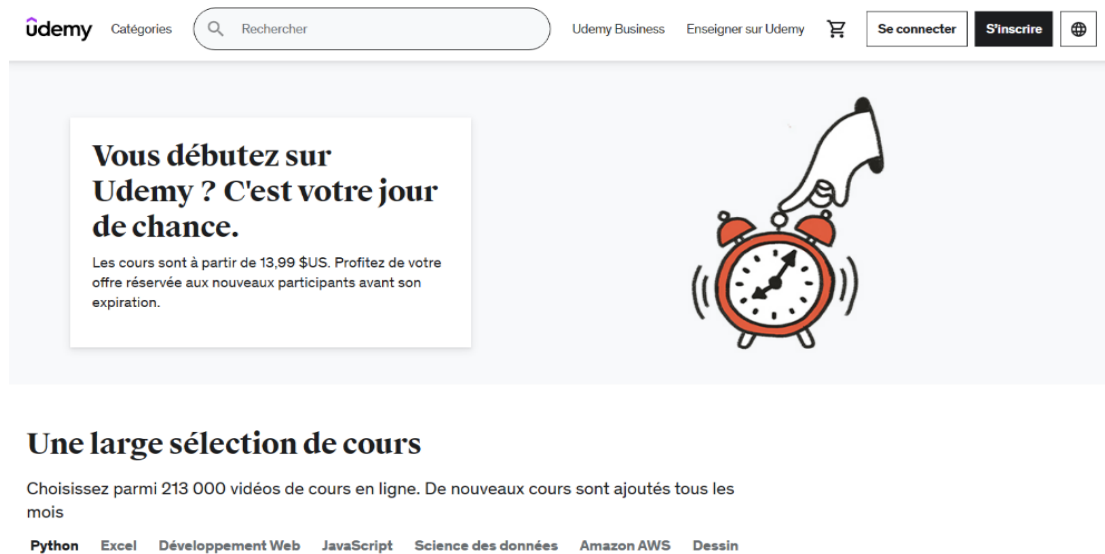 ûdemy Catégories Rechercher Udemy Business Enseigner sur Udemy Se connecter S'inscrire
Vous débutez sur
Udemy ? C'est votre jour
de chance.
Les cours sont à partir de 13,99 $US. Profitez de votre
offre réservée aux nouveaux participants avant son
expiration.
Une large sélection de cours
Choisissez parmi 213 000 vidéos de cours en ligne. De nouveaux cours sont ajoutés tous les
mois
Python Excel Développement Web JavaScript Science des données Amazon AWS Dessin